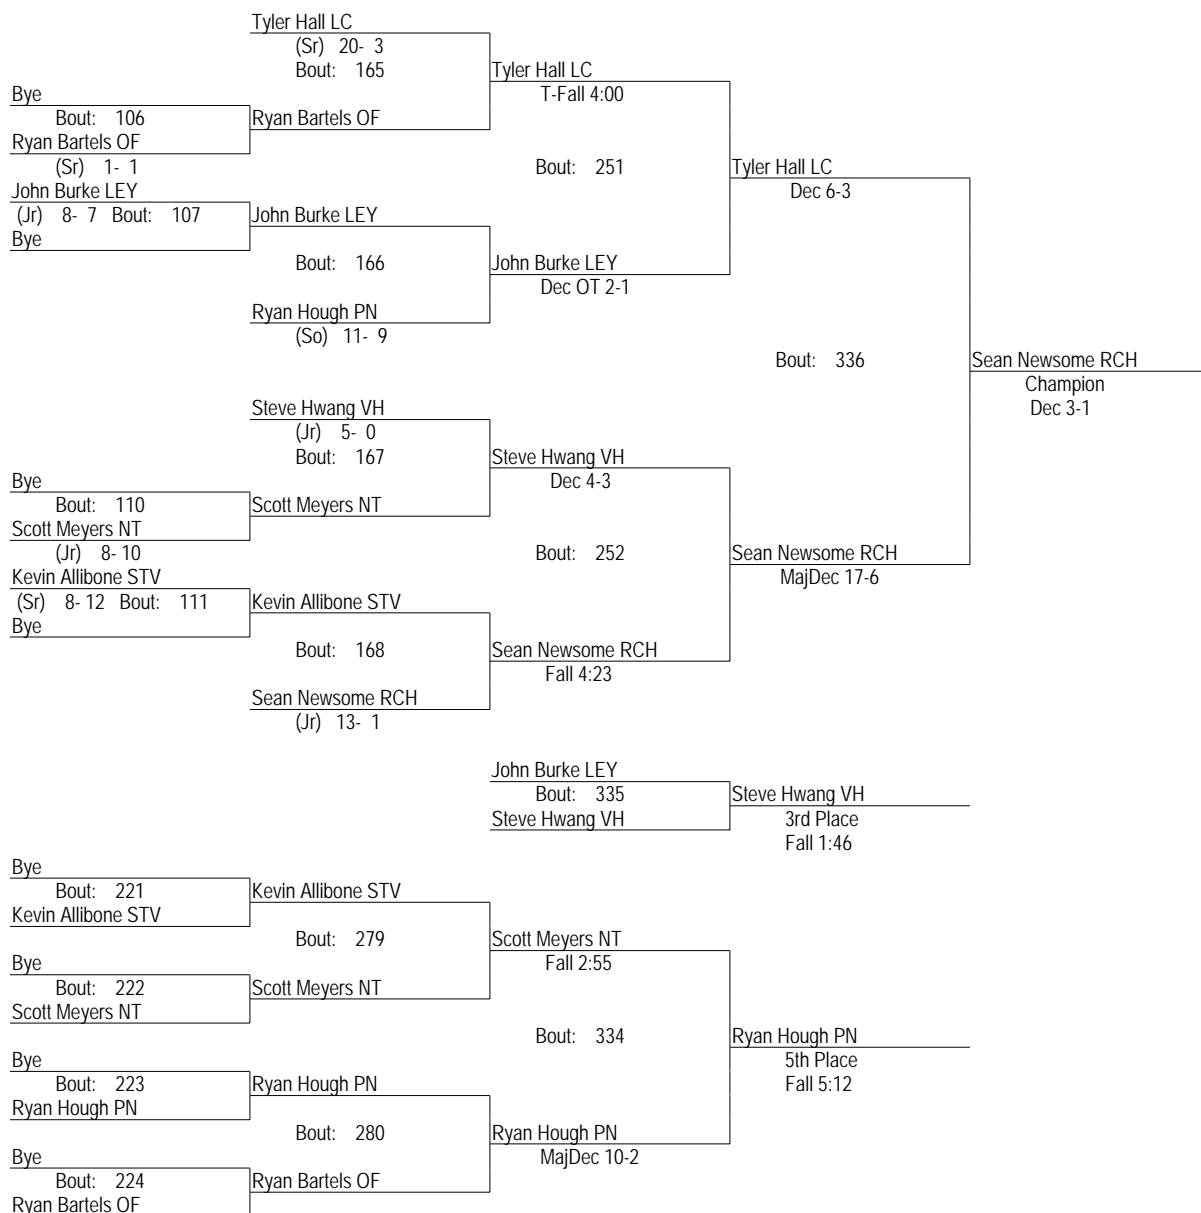 Tyler Hall LC
(Sr) 20- 3
Bout: 165
Tyler Hall LC
T-Fall 4:00
Bye
Bout: 106
Ryan Bartels OF
Ryan Bartels OF
(Sr) 1- 1
Bout: 251
Tyler Hall LC
Dec 6-3
John Burke LEY
(Jr) 8- 7 Bout: 107
John Burke LEY
Bye
Bout: 166
John Burke LEY
Dec OT 2-1
Ryan Hough PN
(So) 11- 9
Bout: 336
Sean Newsome RCH
Champion
Dec 3-1
Steve Hwang VH
(Jr) 5- 0
Bout: 167
Steve Hwang VH
Dec 4-3
Bye
Bout: 110
Scott Meyers NT
Scott Meyers NT
(Jr) 8- 10
Bout: 252
Sean Newsome RCH
MajDec 17-6
Kevin Allibone STV
(Sr) 8- 12 Bout: 111
Kevin Allibone STV
Bye
Bout: 168
Sean Newsome RCH
Fall 4:23
Sean Newsome RCH
(Jr) 13- 1
John Burke LEY
Bout: 335
Steve Hwang VH
Steve Hwang VH
3rd Place
Fall 1:46
Bye
Bout: 221
Kevin Allibone STV
Kevin Allibone STV
Bout: 279
Scott Meyers NT
Fall 2:55
Bye
Bout: 222
Scott Meyers NT
Scott Meyers NT
Bout: 334
Ryan Hough PN
5th Place
Fall 5:12
Bye
Bout: 223
Ryan Hough PN
Ryan Hough PN
Bout: 280
Ryan Hough PN
MajDec 10-2
Bye
Bout: 224
Ryan Bartels OF
Ryan Bartels OF